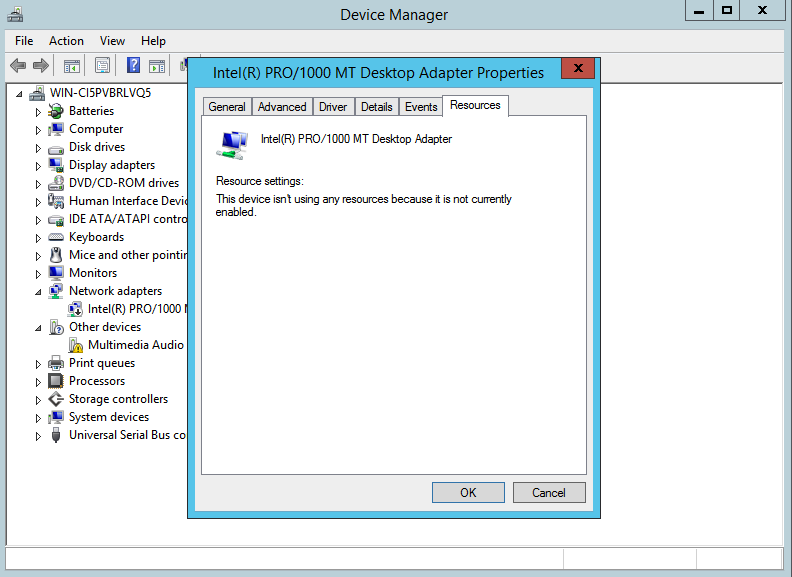 Device Manager
File Action View Help
Intel(R) PRO/1000 MT Desktop Adapter Properties
WIN-CI5PVBRLVQ5
Batteries
Computer
Disk drives
Display adapters
DVD/CD-ROM drives
Human Interface Devic
IDE ATA/ATAPI contro
Keyboards
Mice and other pointin
Monitors
Network adapters
Intel(R) PRO/1000 M
Other devices
Multimedia Audio
Print queues
Processors
Storage controllers
System devices
Universal Serial Bus co
General Advanced Driver Details Events Resources
Intel(R) PRO/1000 MT Desktop Adapter
Resource settings:
This device isn't using any resources because it is not currently
enabled.
OK Cancel